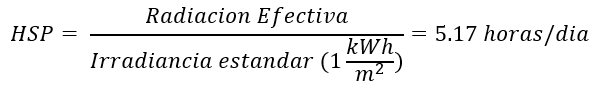 HSP = Radiacion Efectiva / Irradiancia estandar (1 kWh / m²) = 5.17 horas/dia